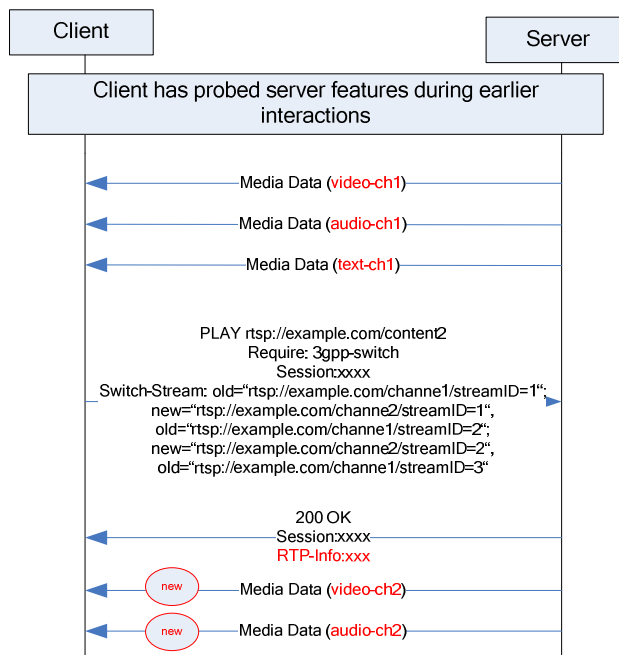 Client
Server
Client has probed server features during earlier
interactions
Media Data (video-ch1)
Media Data (audio-ch1)
Media Data (text-ch1)
PLAY rtsp://example.com/content2
Require: 3gpp-switch
Session:xxxx
Switch-Stream: old=“rtsp://example.com/channe1/streamID=1“;
new=“rtsp://example.com/channe2/streamID=1“,
old=“rtsp://example.com/channe1/streamID=2“;
new=“rtsp://example.com/channe2/streamID=2“,
old=“rtsp://example.com/channe1/streamID=3“
200 OK
Session:xxxx
RTP-Info:xxx
new
Media Data (video-ch2)
new
Media Data (audio-ch2)